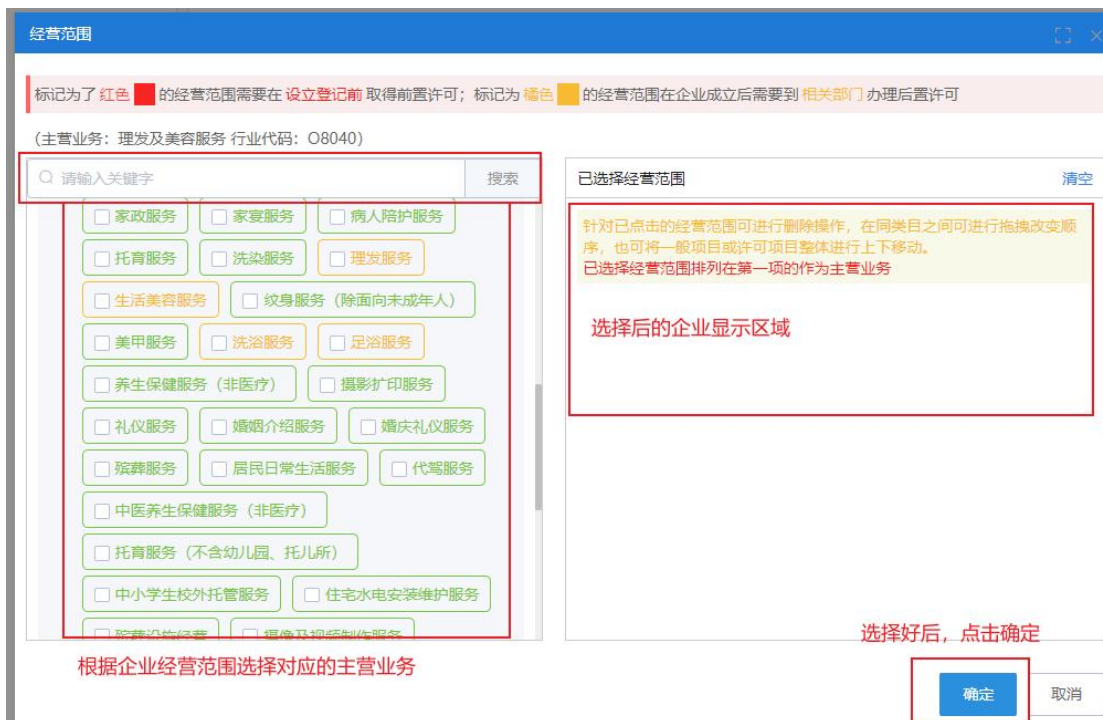 经营范围
标记为了 红色 的经营范围需要在 设立登记前 取得前置许可；标记为 橘色 的经营范围在企业成立后需要到 相关部门 办理后置许可
（主营业务：理发及美容服务 行业代码：O8040）
请输入关键字 搜索
家政服务 家宴服务 病人陪护服务
托育服务 洗染服务 理发服务
生活美容服务 纹身服务（除面向未成年人）
美甲服务 洗浴服务 足浴服务
养生保健服务（非医疗） 摄影扩印服务
礼仪服务 婚姻介绍服务 婚庆礼仪服务
殡葬服务 居民日常生活服务 代驾服务
中医养生保健服务（非医疗）
托育服务（不含幼儿园、托儿所）
中小学生校外托管服务 住宅水电安装维护服务
殡葬设施经营 摄像及视频制作服务
根据企业经营范围选择对应的主营业务
已选择经营范围 清空
针对已点击的经营范围可进行删除操作，在同类目之间可进行拖拽改变顺
序，也可将一般项目或许可项目整体进行上下移动。
已选择经营范围排列在第一项的作为主营业务
选择后的企业显示区域
选择好后，点击确定
确定 取消